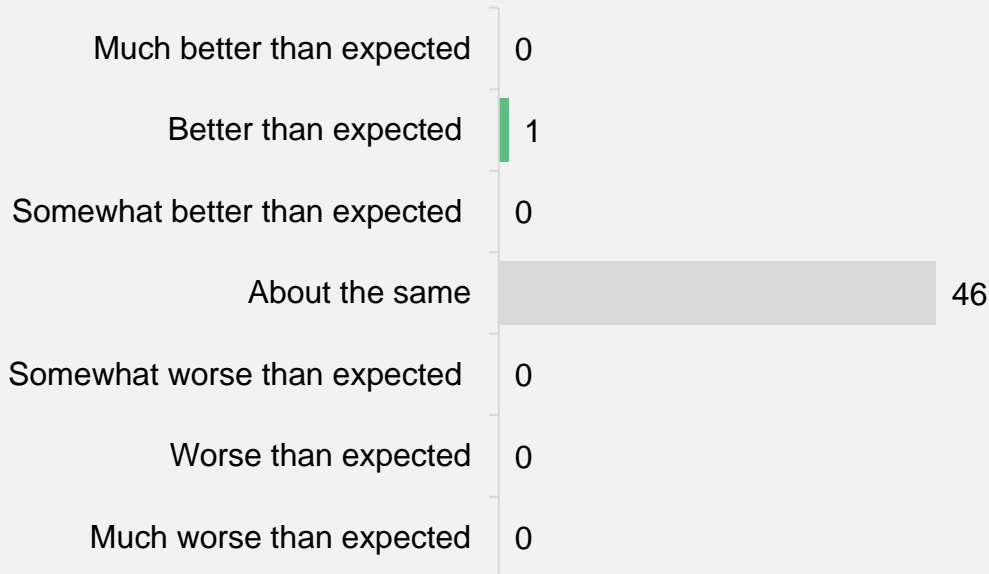 Much better than expected 0
Better than expected 1
Somewhat better than expected 0
About the same 46
Somewhat worse than expected 0
Worse than expected 0
Much worse than expected 0